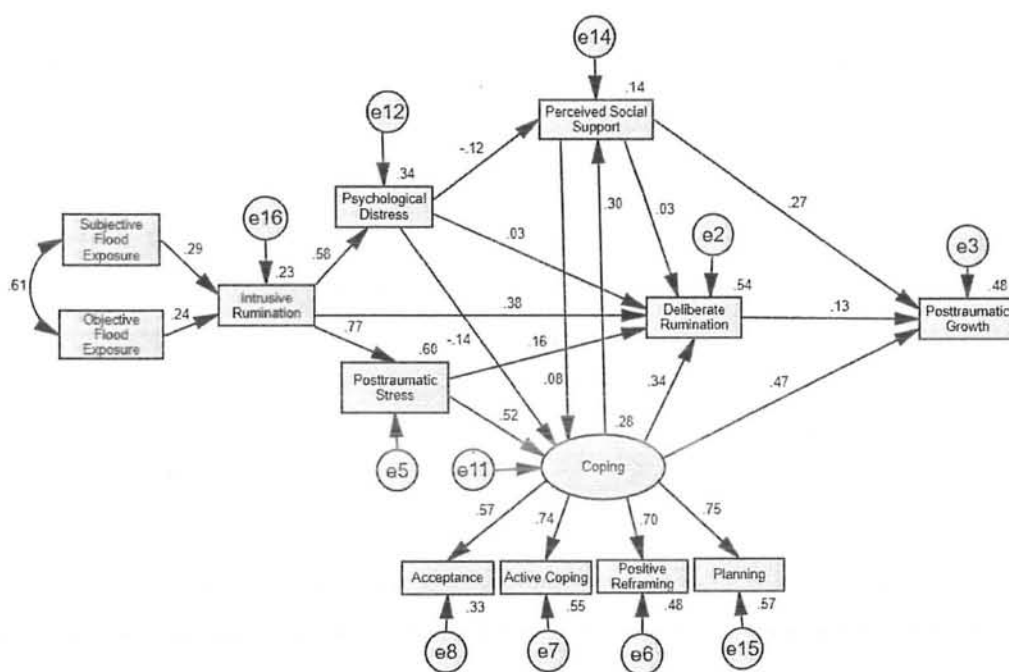 e14
.14
Perceived Social
Support
e12
.34
-.12
Psychological
Distress
.30
.03
.27
Subjective
Flood
Exposure
.29
e16
.23
.58
.03
e2
.54
e3
.48
.61
Intrusive
Rumination
.38
Deliberate
Rumination
.13
Posttraumatic
Growth
Objective
Flood
Exposure
.24
.77
.60
-.14
.16
Posttraumatic
Stress
.08
.34
.47
.52
.28
e5
e11
Coping
.57
.74
.70
.75
Acceptance
Active Coping
Positive
Reframing
Planning
.33
.55
.48
.57
e8
e7
e6
e15